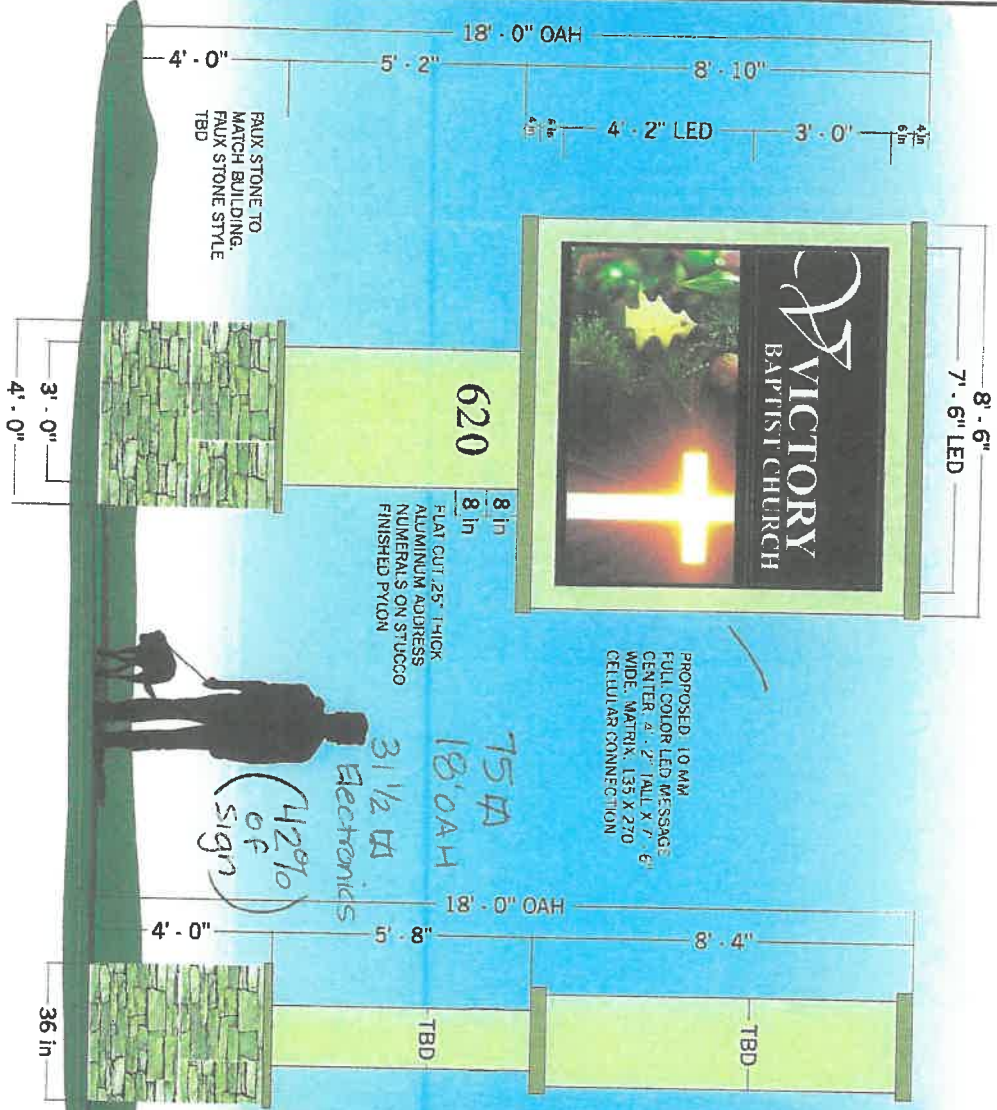 18' - 0" OAH
4' - 0"
5' - 2"
8' - 10"
4 in
6 in
4' - 2" LED
3' - 0"
6 in
4 in
FAUX STONE TO
MATCH BUILDING.
FAUX STONE STYLE
TBD
8' - 6"
7' - 6" LED
VICTORY
BAPTIST CHURCH
620
8 in
8 in
3' - 0"
4' - 0"
FLAT CUT .25" THICK
ALUMINUM ADDRESS
NUMERALS ON STUCCO
FINISHED PYLON
PROPOSED 10 MM
FULL COLOR LED MESSAGE
CENTER. 4' - 2" TALL X 7' - 6"
WIDE. MATRIX 135 X 270
CELLULAR CONNECTION
75
18' OAH
31 1/2
Electronics
(42%
of
sign)
18' - 0" OAH
4' - 0"
5' - 8"
8' - 4"
TBD
TBD
36 in